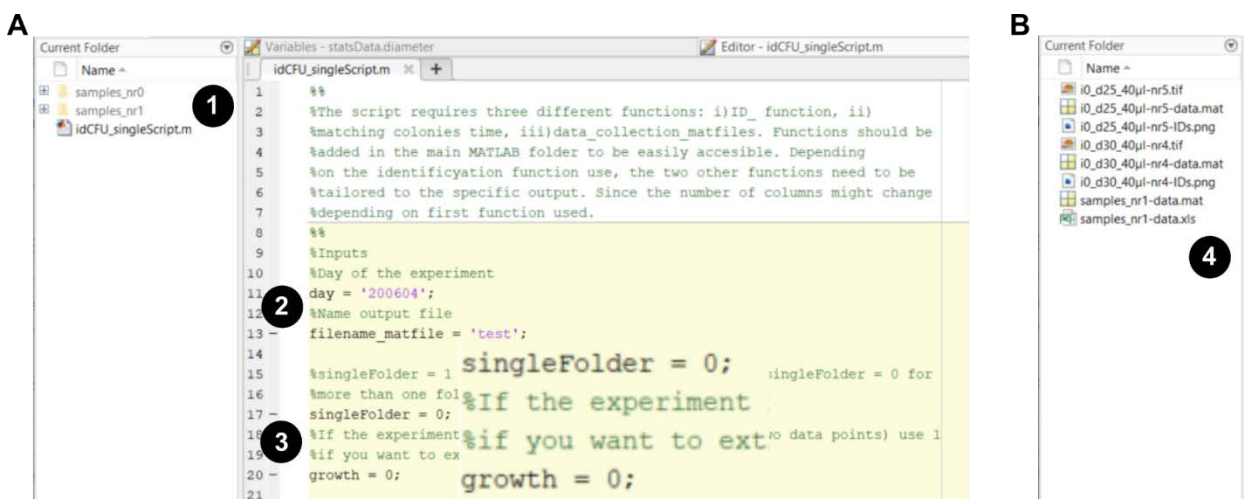 A
Current Folder
Name
samples_nr0
samples_nr1
idCFU_singleScript.m
1
Variables - statsData.diameter
Editor - idCFU_singleScript.m
idCFU_singleScript.m
1 %%
2 %The script requires three different functions: i)ID_ function, ii)
3 %matching colonies time, iii)data_collection_matfiles. Functions should be
4 %added in the main MATLAB folder to be easily accesible. Depending
5 %on the identificyation function use, the two other functions need to be
6 %tailored to the specific output. Since the number of columns might change
7 %depending on first function used.
8 %%
9 %Inputs
10 %Day of the experiment
11 day = '200604';
2
12 %Name output file
13 - filename_matfile = 'test';
14
15 %singleFolder = 1 singleFolder = 0 for
16 %more than one fol
17 - singleFolder = 0;
18 %If the experiment data points) use 1
3
19 %if you want to ex
20 - growth = 0;
21
singleFolder = 0;
%If the experiment
%if you want to ext
growth = 0;
B
Current Folder
Name
i0_d25_40µl-nr5.tif
i0_d25_40µl-nr5-data.mat
i0_d25_40µl-nr5-IDs.png
i0_d30_40µl-nr4.tif
i0_d30_40µl-nr4-data.mat
i0_d30_40µl-nr4-IDs.png
samples_nr1-data.mat
samples_nr1-data.xls
4